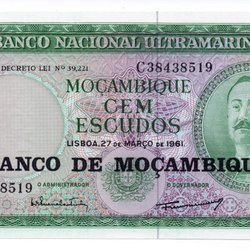 BANCO NACIONAL ULTRAMARIN
DECRETO LEI Nº 39,221 C38438519
MOÇAMBIQUE
CEM
ESCUDOS
LISBOA, 27 DE MARÇO DE 1961.
BANCO DE MOÇAMBIQUE
8519 O ADMINISTRADOR O GOVERNADOR